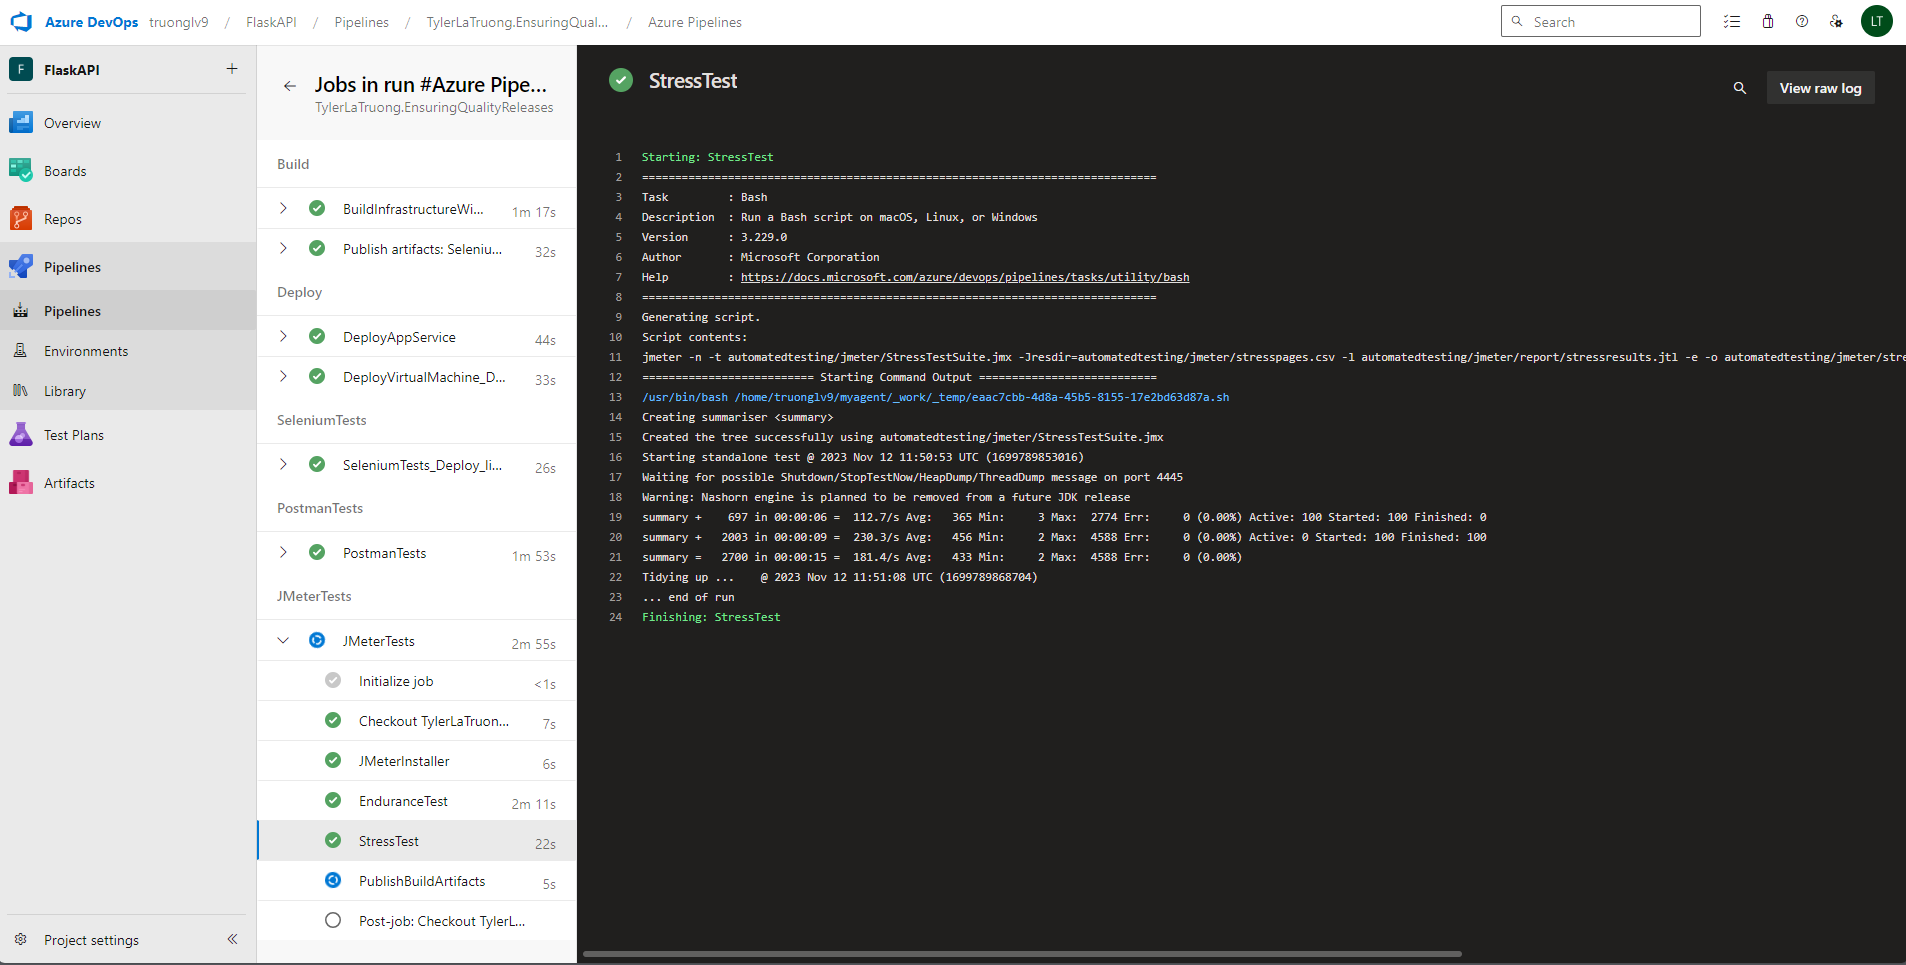 Azure DevOps truonglv9 / FlaskAPI / Pipelines / TylerLaTruong.EnsuringQual... / Azure Pipelines
Search
LT
F FlaskAPI
Overview
Boards
Repos
Pipelines
Pipelines
Environments
Library
Test Plans
Artifacts
Project settings
Jobs in run #Azure Pipe...
TylerLaTruong.EnsuringQualityReleases
Build
BuildInfrastructureWi... 1m 17s
Publish artifacts: Seleniu... 32s
Deploy
DeployAppService 44s
DeployVirtualMachine_D... 33s
SeleniumTests
SeleniumTests_Deploy_li... 26s
PostmanTests
PostmanTests 1m 53s
JMeterTests
JMeterTests 2m 55s
Initialize job <1s
Checkout TylerLaTruon... 7s
JMeterInstaller 6s
EnduranceTest 2m 11s
StressTest 22s
PublishBuildArtifacts 5s
Post-job: Checkout TylerL...
StressTest
View raw log
1 Starting: StressTest
2 ==============================================================================
3 Task : Bash
4 Description : Run a Bash script on macOS, Linux, or Windows
5 Version : 3.229.0
6 Author : Microsoft Corporation
7 Help : https://docs.microsoft.com/azure/devops/pipelines/tasks/utility/bash
8 ==============================================================================
9 Generating script.
10 Script contents:
11 jmeter -n -t automatedtesting/jmeter/StressTestSuite.jmx -Jresdir=automatedtesting/jmeter/stresspages.csv -l automatedtesting/jmeter/report/stressresults.jtl -e -o automatedtesting/jmeter/stre
12 ========================== Starting Command Output ===========================
13 /usr/bin/bash /home/truonglv9/myagent/_work/_temp/eaac7cbb-4d8a-45b5-8155-17e2bd63d87a.sh
14 Creating summariser <summary>
15 Created the tree successfully using automatedtesting/jmeter/StressTestSuite.jmx
16 Starting standalone test @ 2023 Nov 12 11:50:53 UTC (1699789853016)
17 Waiting for possible Shutdown/StopTestNow/HeapDump/ThreadDump message on port 4445
18 Warning: Nashorn engine is planned to be removed from a future JDK release
19 summary +    697 in 00:00:06 =  112.7/s Avg:   365 Min:     3 Max:  2774 Err:     0 (0.00%) Active: 100 Started: 100 Finished: 0
20 summary +   2003 in 00:00:09 =  230.3/s Avg:   456 Min:     2 Max:  4588 Err:     0 (0.00%) Active: 0 Started: 100 Finished: 100
21 summary =   2700 in 00:00:15 =  181.4/s Avg:   433 Min:     2 Max:  4588 Err:     0 (0.00%)
22 Tidying up ...    @ 2023 Nov 12 11:51:08 UTC (1699789868704)
23 ... end of run
24 Finishing: StressTest